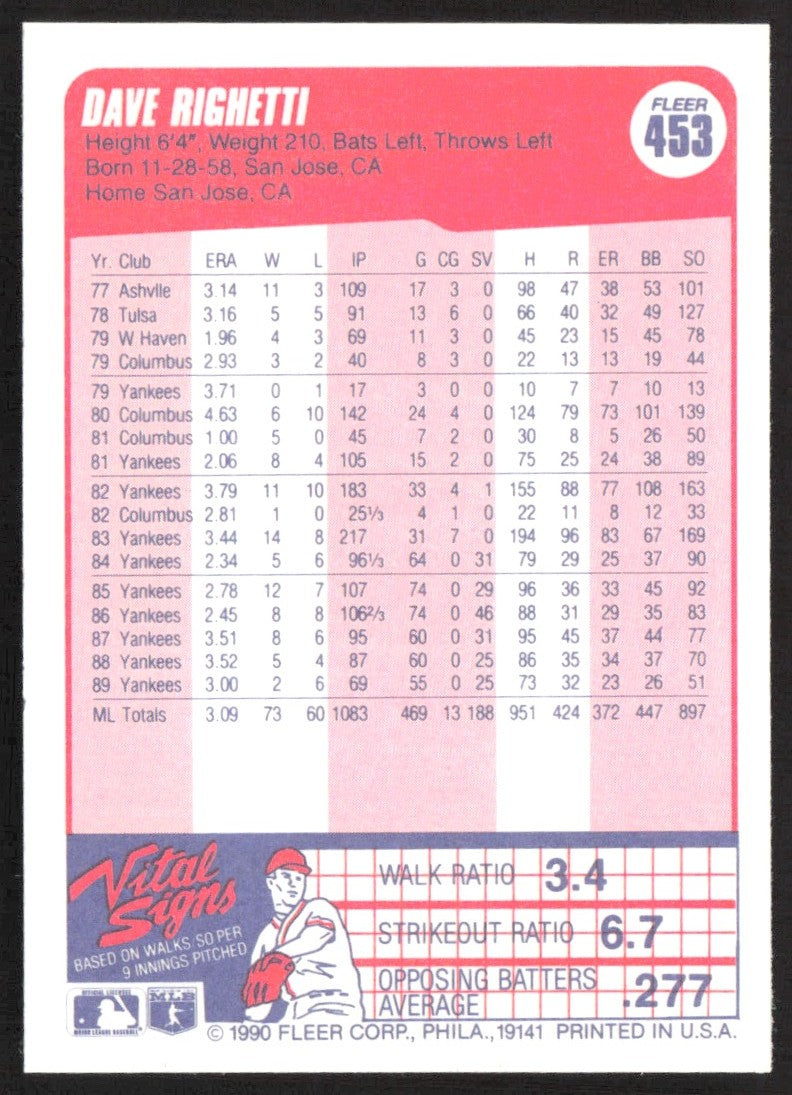 DAVE RIGHETTI
FLEER
453
Height 6'4", Weight 210, Bats Left, Throws Left
Born 11-28-58, San Jose, CA
Home San Jose, CA
Yr. Club ERA W L IP G CG SV H R ER BB SO
77 Ashvlle 3.14 11 3 109 17 3 0 98 47 38 53 101
78 Tulsa 3.16 5 5 91 13 6 0 66 40 32 49 127
79 W Haven 1.96 4 3 69 11 3 0 45 23 15 45 78
79 Columbus 2.93 3 2 40 8 3 0 22 13 13 19 44
79 Yankees 3.71 0 1 17 3 0 0 10 7 7 10 13
80 Columbus 4.63 6 10 142 24 4 0 124 79 73 101 139
81 Columbus 1.00 5 0 45 7 2 0 30 8 5 26 50
81 Yankees 2.06 8 4 105 15 2 0 75 25 24 38 89
82 Yankees 3.79 11 10 183 33 4 1 155 88 77 108 163
82 Columbus 2.81 1 0 25⅓ 4 1 0 22 11 8 12 33
83 Yankees 3.44 14 8 217 31 7 0 194 96 83 67 169
84 Yankees 2.34 5 6 96⅓ 64 0 31 79 29 25 37 90
85 Yankees 2.78 12 7 107 74 0 29 96 36 33 45 92
86 Yankees 2.45 8 8 106⅔ 74 0 46 88 31 29 35 83
87 Yankees 3.51 8 6 95 60 0 31 95 45 37 44 77
88 Yankees 3.52 5 4 87 60 0 25 86 35 34 37 70
89 Yankees 3.00 2 6 69 55 0 25 73 32 23 26 51
ML Totals 3.09 73 60 1083 469 13 188 951 424 372 447 897
Vital Signs
BASED ON WALKS, SO PER
9 INNINGS PITCHED
WALK RATIO 3.4
STRIKEOUT RATIO 6.7
OPPOSING BATTERS
AVERAGE .277
OFFICIAL LICENSEE
MAJOR LEAGUE BASEBALL
MLB
© 1990 FLEER CORP., PHILA., 19141 PRINTED IN U.S.A.